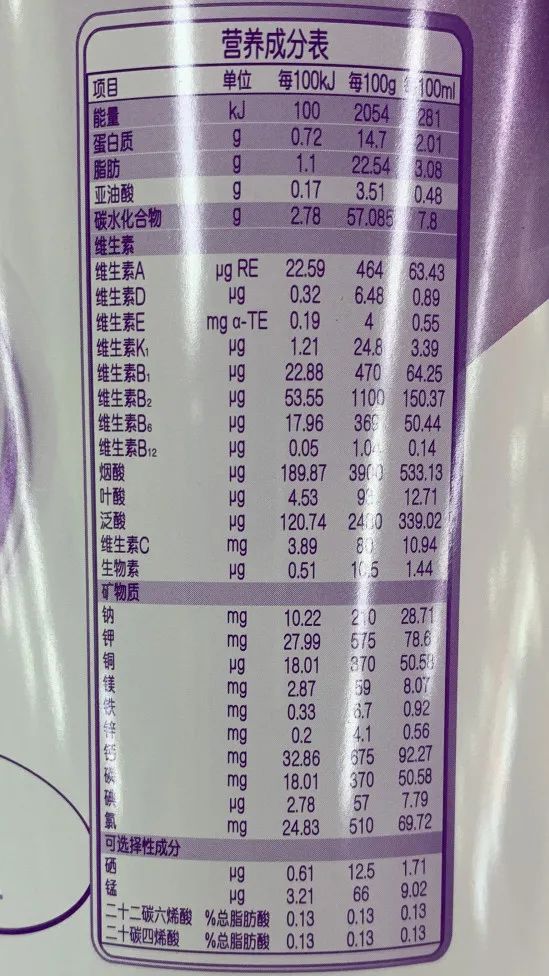 营养成分表
项目 单位 每100kJ 每100g 每100ml
能量 kJ 100 2054 281
蛋白质 g 0.72 14.7 2.01
脂肪 g 1.1 22.54 3.08
亚油酸 g 0.17 3.51 0.48
碳水化合物 g 2.78 57.085 7.8
维生素
维生素A μg RE 22.59 464 63.43
维生素D μg 0.32 6.48 0.89
维生素E mg α-TE 0.19 4 0.55
维生素K₁ μg 1.21 24.8 3.39
维生素B₁ μg 22.88 470 64.25
维生素B₂ μg 53.55 1100 150.37
维生素B₆ μg 17.96 369 50.44
维生素B₁₂ μg 0.05 1.04 0.14
烟酸 μg 189.87 3900 533.13
叶酸 μg 4.53 12.71
泛酸 μg 120.74 339.02
维生素C mg 3.89 80 10.94
生物素 μg 0.51 10.5 1.44
矿物质
钠 mg 10.22 210 28.71
钾 mg 27.99 575 78.6
铜 μg 18.01 370 50.58
镁 mg 2.87 59 8.07
铁 mg 0.33 6.7 0.92
锌 mg 0.2 4.1 0.56
钙 mg 32.86 675 92.27
磷 mg 18.01 370 50.58
碘 μg 2.78 57 7.79
氯 mg 24.83 510 69.72
可选择性成分
硒 μg 0.61 12.5 1.71
锰 μg 3.21 66 9.02
二十二碳六烯酸 %总脂肪酸 0.13 0.13 0.13
二十碳四烯酸 %总脂肪酸 0.13 0.13 0.13